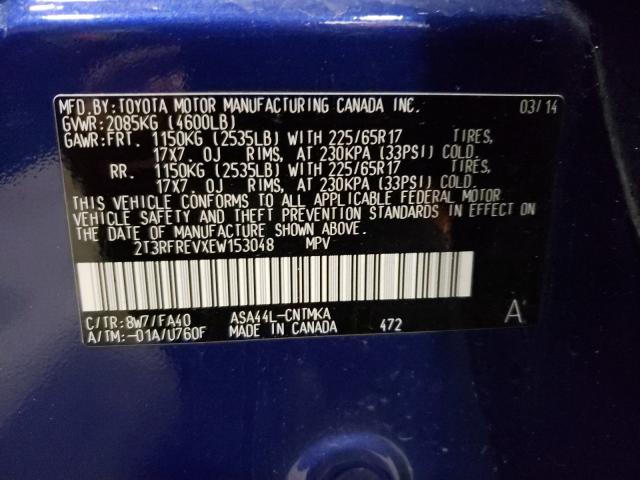 MFD.BY:TOYOTA MOTOR MANUFACTURING CANADA INC. 03/14
GVWR:2085KG (4600LB)
GAWR:FRT. 1150KG (2535LB) WITH 225/65R17 TIRES,
17X7.0J RIMS, AT 230KPA (33PSI) COLD.
RR. 1150KG (2535LB) WITH 225/65R17 TIRES,
17X7.0J RIMS, AT 230KPA (33PSI) COLD.
THIS VEHICLE CONFORMS TO ALL APPLICABLE FEDERAL MOTOR
VEHICLE SAFETY AND THEFT PREVENTION STANDARDS IN EFFECT ON
THE DATE OF MANUFACTURE SHOWN ABOVE.
2T3RFREVXEW153048 MPV
C/TR:8W7/FA40 ASA44L-CNTMKA
A/TM:-01A/U760F MADE IN CANADA 472 A